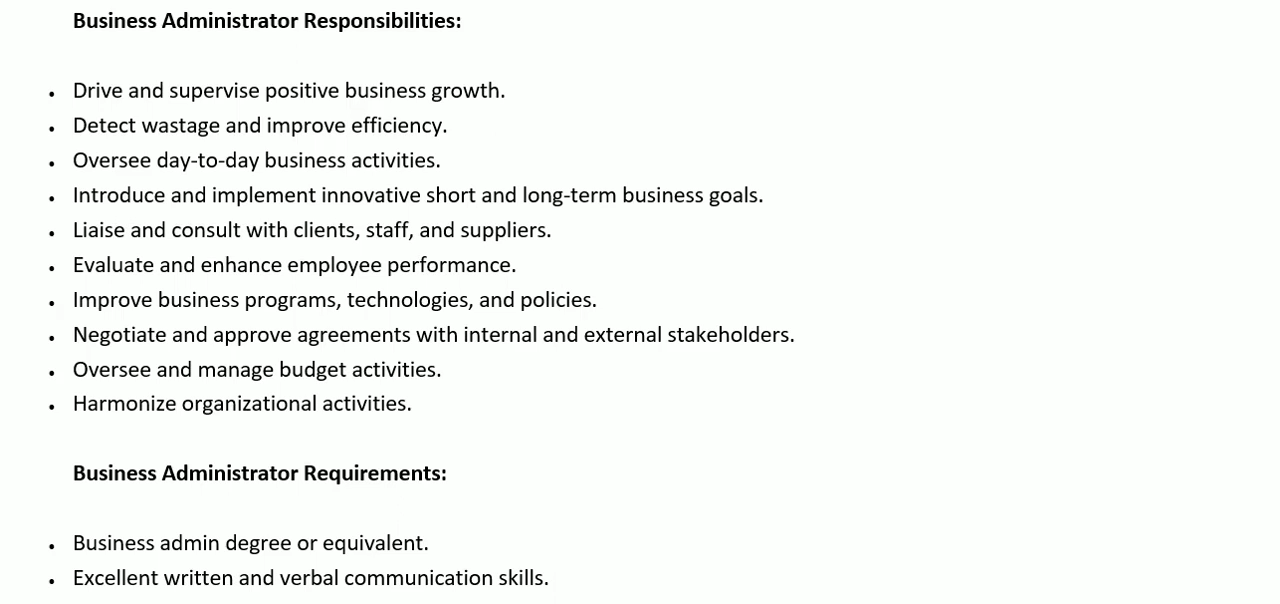 Business Administrator Responsibilities:
• Drive and supervise positive business growth.
• Detect wastage and improve efficiency.
• Oversee day-to-day business activities.
• Introduce and implement innovative short and long-term business goals.
• Liaise and consult with clients, staff, and suppliers.
• Evaluate and enhance employee performance.
• Improve business programs, technologies, and policies.
• Negotiate and approve agreements with internal and external stakeholders.
• Oversee and manage budget activities.
• Harmonize organizational activities.
Business Administrator Requirements:
• Business admin degree or equivalent.
• Excellent written and verbal communication skills.